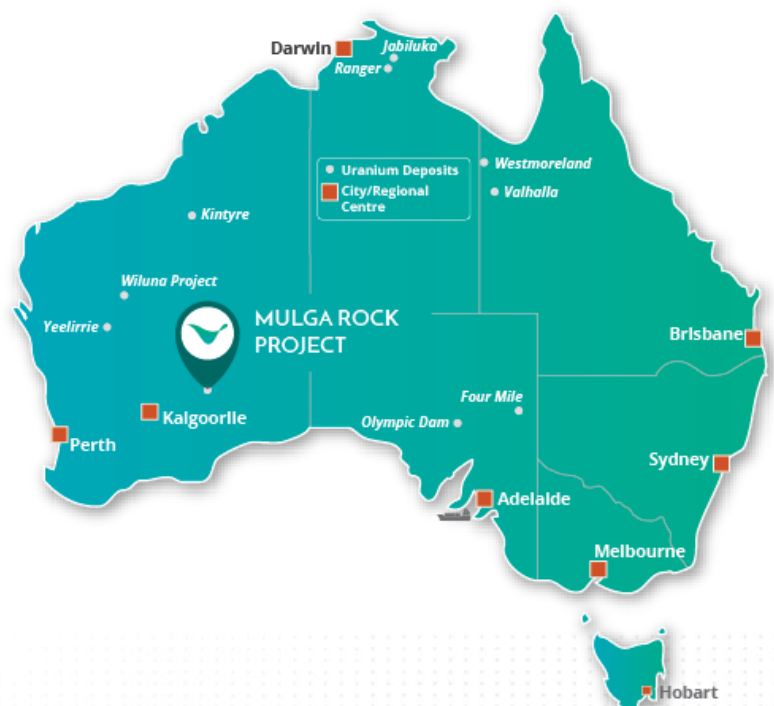 Darwin
Jabiluka
Ranger
Uranium Deposits
City/Regional
Centre
Westmoreland
Valhalla
Kintyre
Wiluna Project
Yeelirrie
MULGA ROCK
PROJECT
Brisbane
Four Mile
Olympic Dam
Kalgoorlie
Perth
Sydney
Adelaide
Melbourne
Hobart